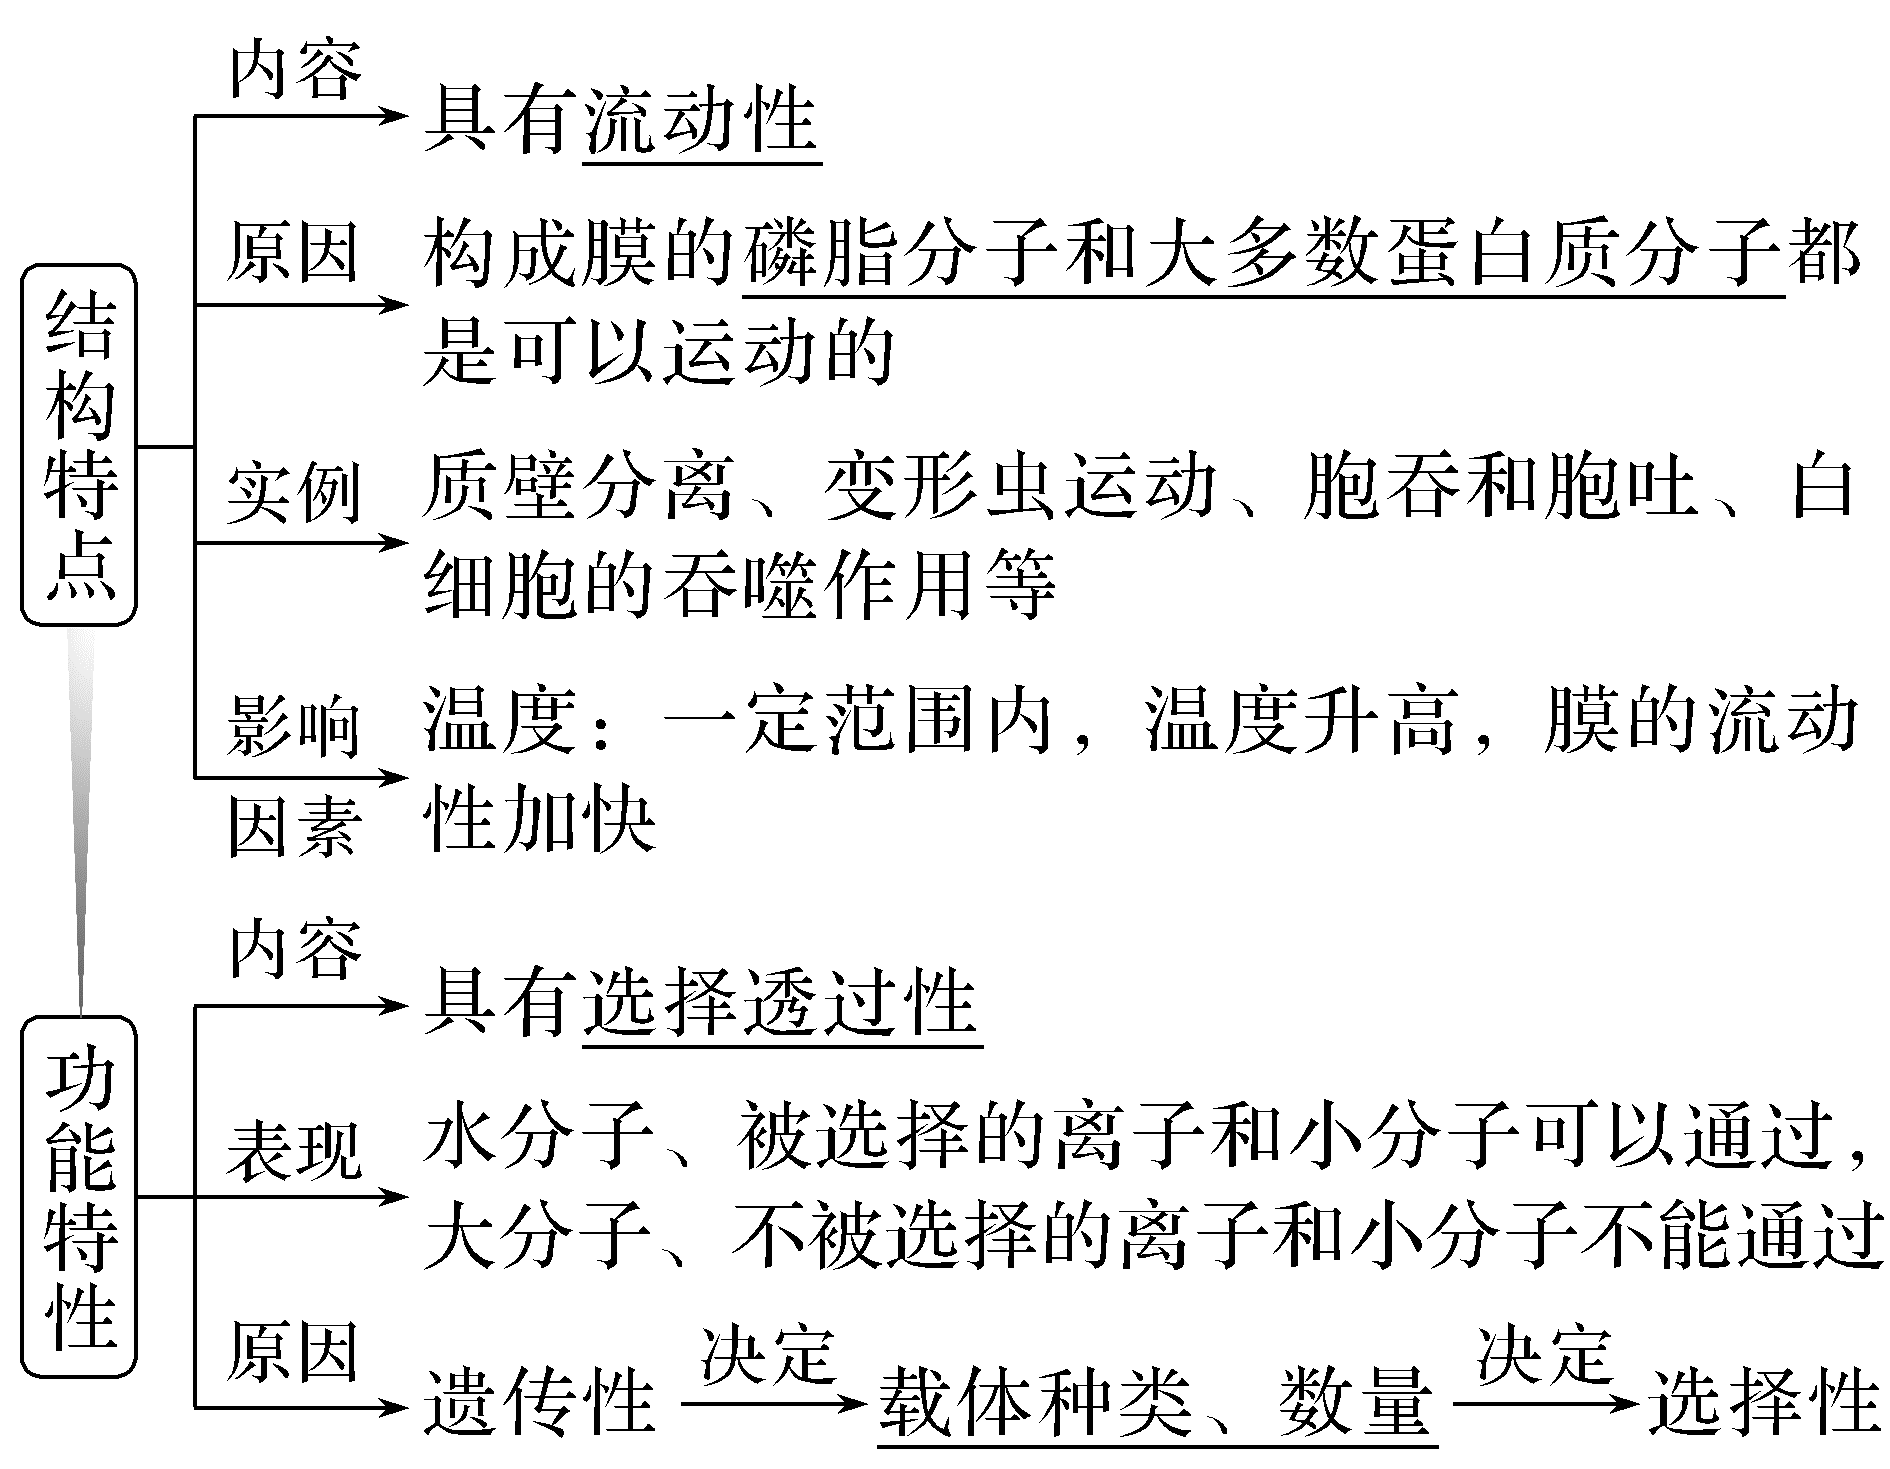 结构特点
内容
具有流动性
原因
构成膜的磷脂分子和大多数蛋白质分子都
是可以运动的
实例
质壁分离、变形虫运动、胞吞和胞吐、白
细胞的吞噬作用等
影响
因素
温度：一定范围内，温度升高，膜的流动
性加快
功能特性
内容
具有选择透过性
表现
水分子、被选择的离子和小分子可以通过，
大分子、不被选择的离子和小分子不能通过
原因
遗传性 决定 载体种类、数量 决定 选择性